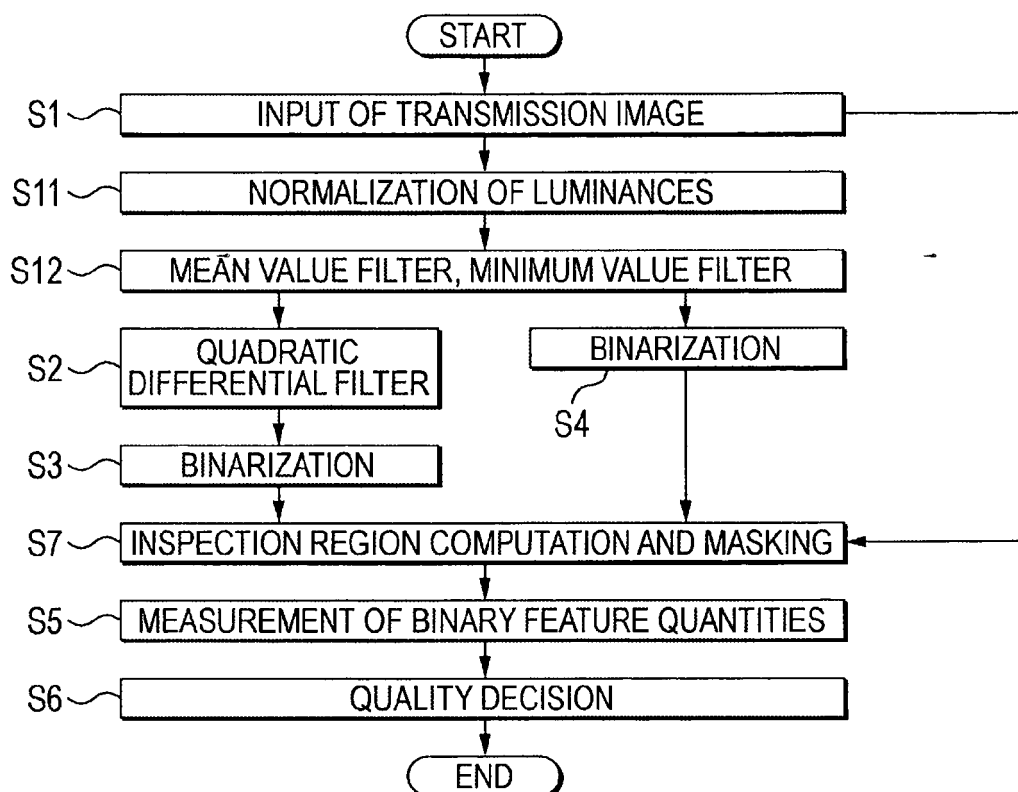 START
S1
INPUT OF TRANSMISSION IMAGE
S11
NORMALIZATION OF LUMINANCES
S12
MEAN VALUE FILTER, MINIMUM VALUE FILTER
S2
QUADRATIC
DIFFERENTIAL FILTER
BINARIZATION
S4
S3
BINARIZATION
S7
INSPECTION REGION COMPUTATION AND MASKING
S5
MEASUREMENT OF BINARY FEATURE QUANTITIES
S6
QUALITY DECISION
END